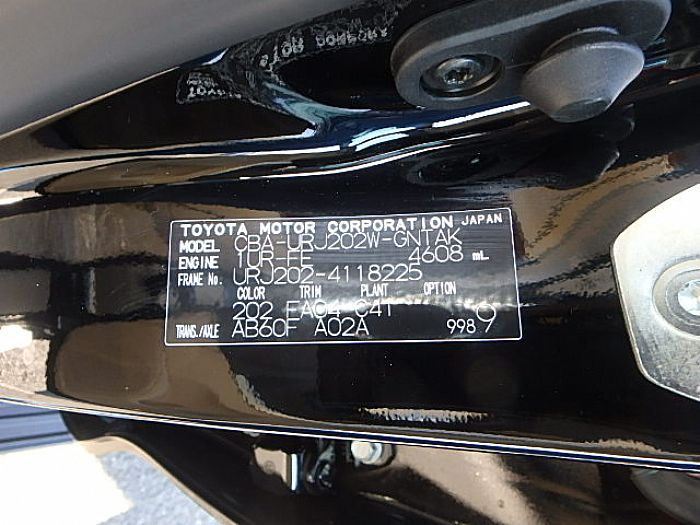 TOYOTA MOTOR CORPORATION JAPAN
MODEL CBA-URJ202W-GNTAK
ENGINE 1UR-FE 4608 mL
FRAME No. URJ202-4118225
COLOR TRIM PLANT OPTION
202 FA04 C41
TRANS./AXLE AB60F A02A 998 9